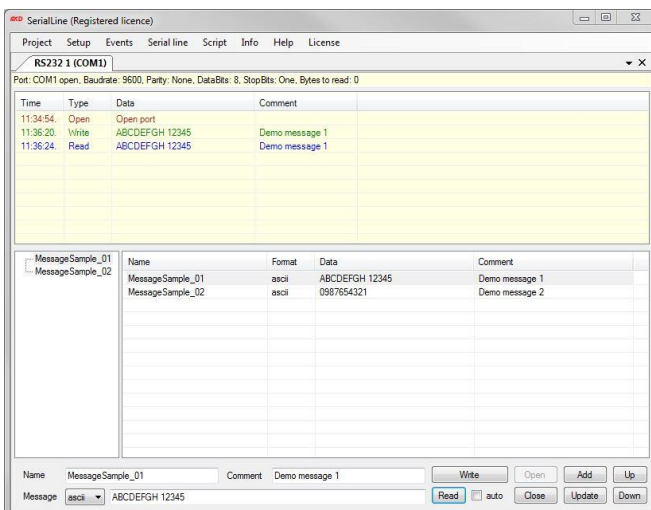 AKD SerialLine (Registered licence)
Project Setup Events Serial line Script Info Help License
RS232 1 (COM1)
Port: COM1 open, Baudrate: 9600, Parity: None, DataBits: 8, StopBits: One, Bytes to read: 0
Time Type Data Comment
11:34:54. Open Open port
11:36:20. Write ABCDEFGH 12345 Demo message 1
11:36:24. Read ABCDEFGH 12345 Demo message 1
MessageSample_01
MessageSample_02
Name Format Data Comment
MessageSample_01 ascii ABCDEFGH 12345 Demo message 1
MessageSample_02 ascii 0987654321 Demo message 2
Name MessageSample_01 Comment Demo message 1 Write Open Add Up
Message ascii ABCDEFGH 12345 Read auto Close Update Down